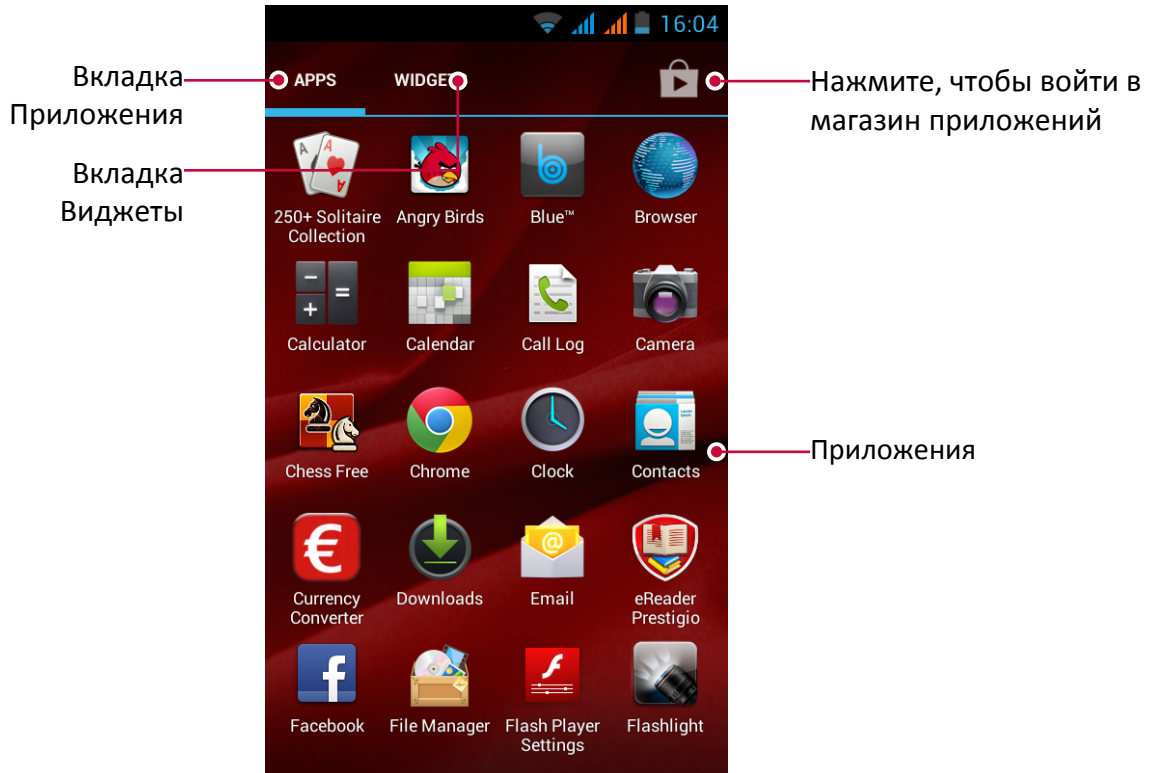 16:04
Вкладка
Приложения
APPS
WIDGETS
Нажмите, чтобы войти в
магазин приложений
Вкладка
Виджеты
250+ Solitaire
Collection
Angry Birds
Blue™
Browser
Calculator
Calendar
Call Log
Camera
Chess Free
Chrome
Clock
Contacts
Приложения
Currency
Converter
Downloads
Email
eReader
Prestigio
Facebook
File Manager
Flash Player
Settings
Flashlight